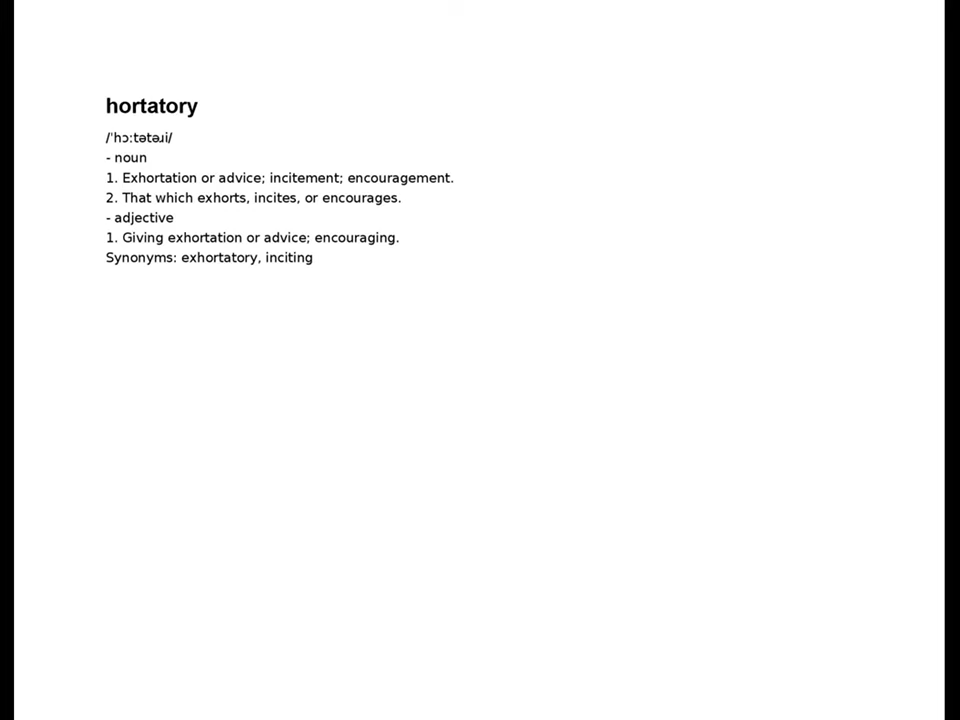 hortatory
/ˈhɔːtətəɹi/
- noun
1. Exhortation or advice; incitement; encouragement.
2. That which exhorts, incites, or encourages.
- adjective
1. Giving exhortation or advice; encouraging.
Synonyms: exhortatory, inciting